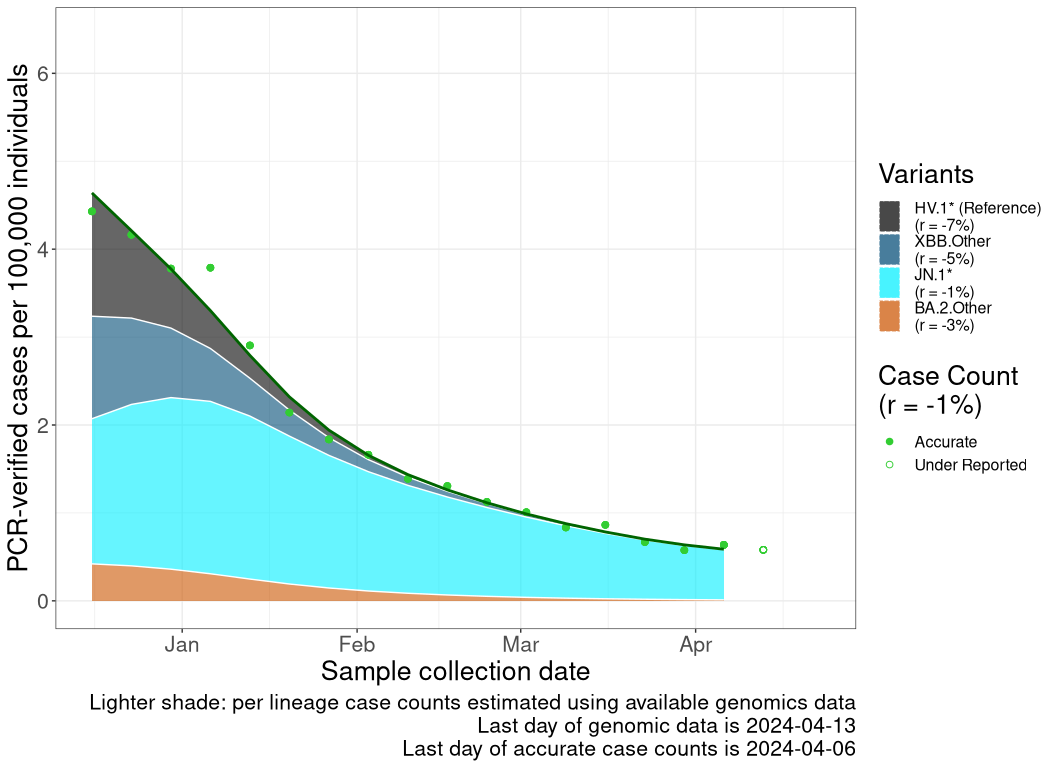 PCR-verified cases per 100,000 individuals
6
4
2
0
Jan Feb Mar Apr
Sample collection date
Lighter shade: per lineage case counts estimated using available genomics data
Last day of genomic data is 2024-04-13
Last day of accurate case counts is 2024-04-06
Variants
HV.1* (Reference)
(r = -7%)
XBB.Other
(r = -5%)
JN.1*
(r = -1%)
BA.2.Other
(r = -3%)
Case Count
(r = -1%)
Accurate
Under Reported